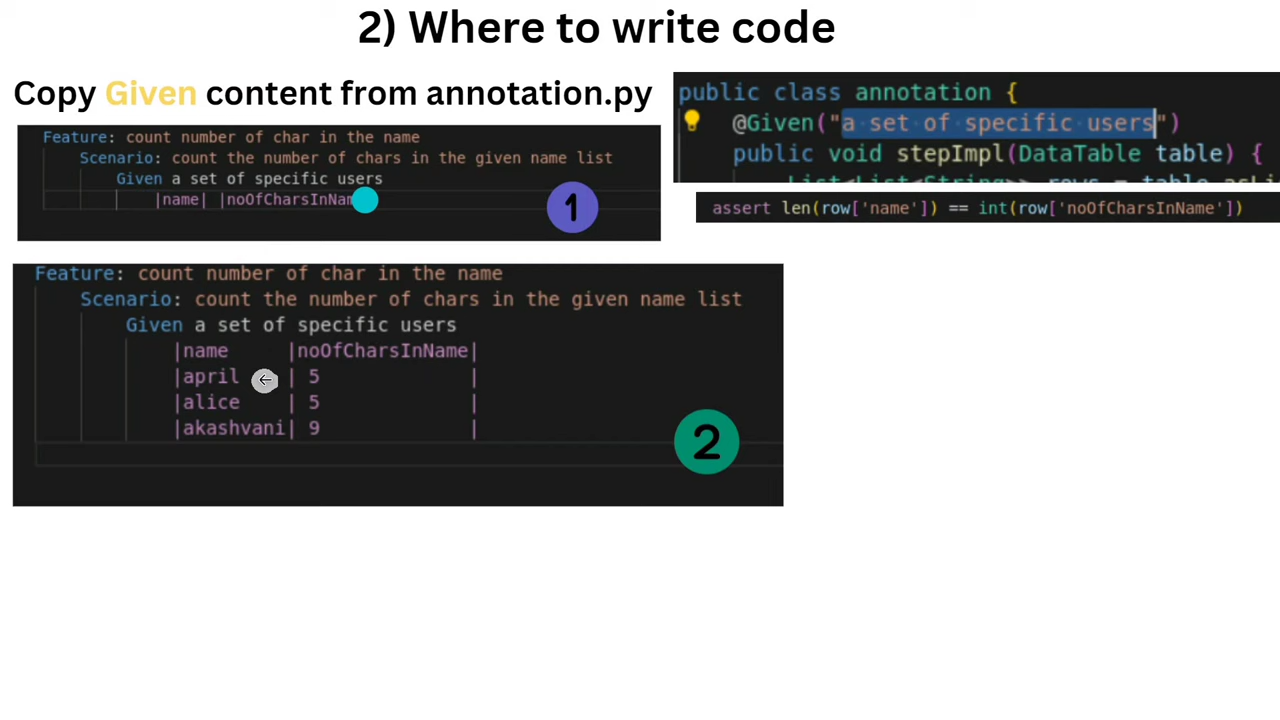 2) Where to write code
Copy Given content from annotation.py
Feature: count number of char in the name
Scenario: count the number of chars in the given name list
Given a set of specific users
|name| |noOfCharsInNam
1
public class annotation {
@Given("a set of specific users")
public void stepImpl(DataTable table) {
assert len(row['name']) == int(row['noOfCharsInName'])
Feature: count number of char in the name
Scenario: count the number of chars in the given name list
Given a set of specific users
|name |noOfCharsInName|
|april | 5 |
|alice | 5 |
|akashvani| 9 |
2